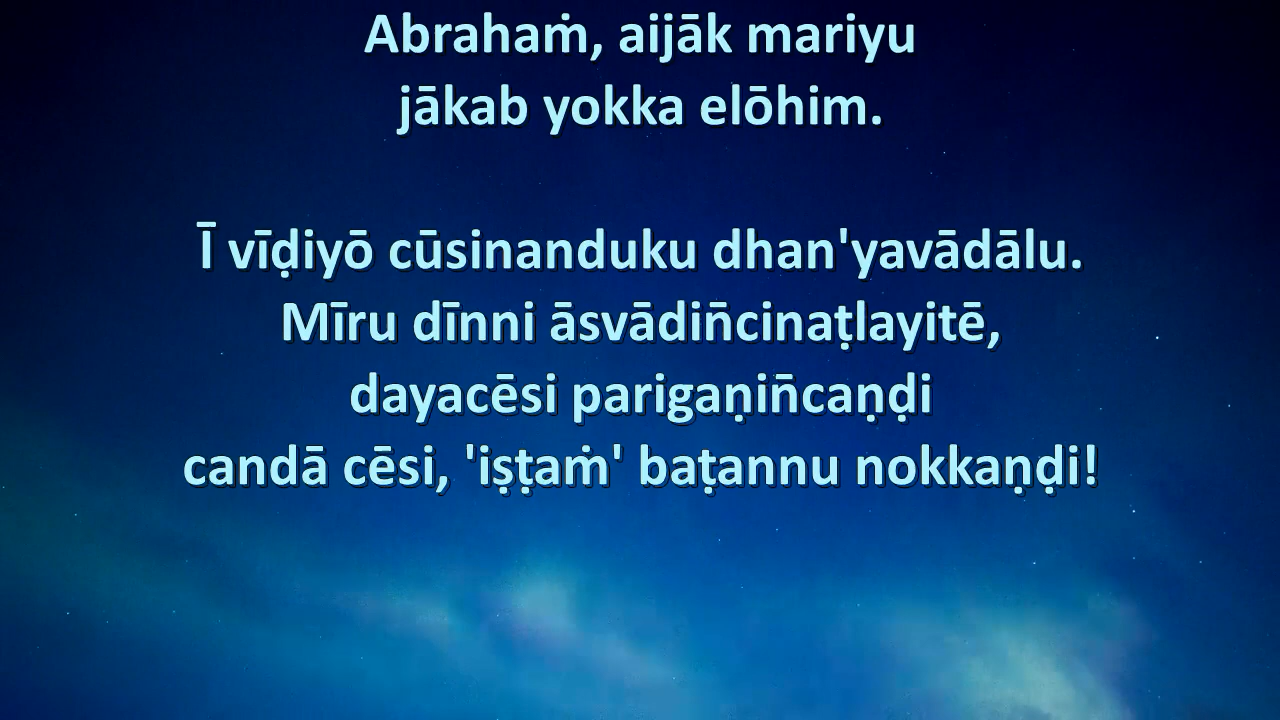 Abrahaṁ, aijāk mariyu
jākab yokka elōhim.
Ī vīḍiyō cūsinanduku dhan'yavādālu.
Mīru dīnni āsvādin̄cinaṭlayitē,
dayacēsi parigaṇin̄caṇḍi
candā cēsi, 'iṣṭaṁ' baṭannu nokkaṇḍi!